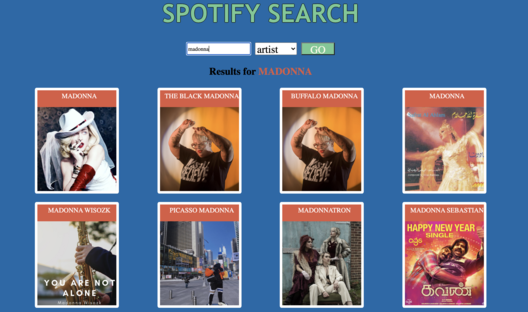 SPOTIFY SEARCH
madonna
artist
GO
Results for MADONNA
MADONNA
THE BLACK MADONNA
BUFFALO MADONNA
MADONNA
MADONNA WISOZK
PICASSO MADONNA
MADONNATRON
MADONNA SEBASTIAN
YOU ARE NOT
ALONE
Madonna Wisozk
HAPPY NEW YEAR
SINGLE
கவண்